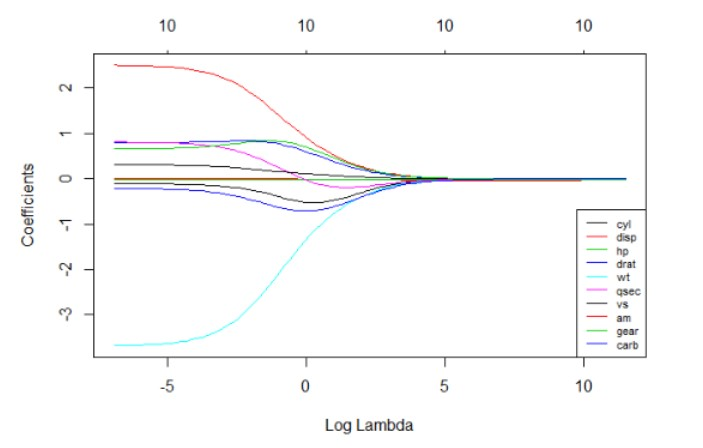 10 10 10 10
Coefficients
2
1
0
-1
-2
-3
cyl
disp
hp
drat
wt
qsec
vs
am
gear
carb
-5 0 5 10
Log Lambda